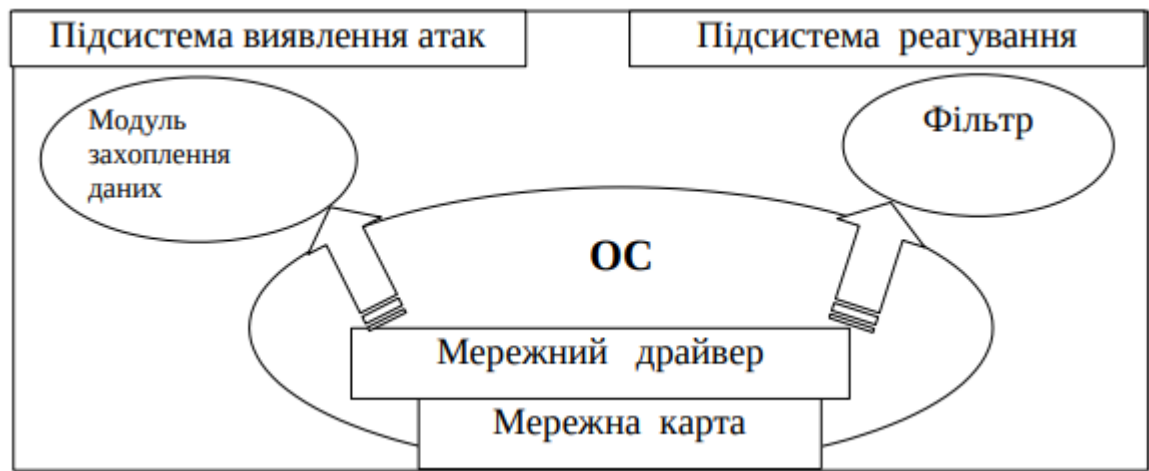 Підсистема виявлення атак
Підсистема реагування
Модуль
захоплення
даних
Фільтр
ОС
Мережний драйвер
Мережна карта